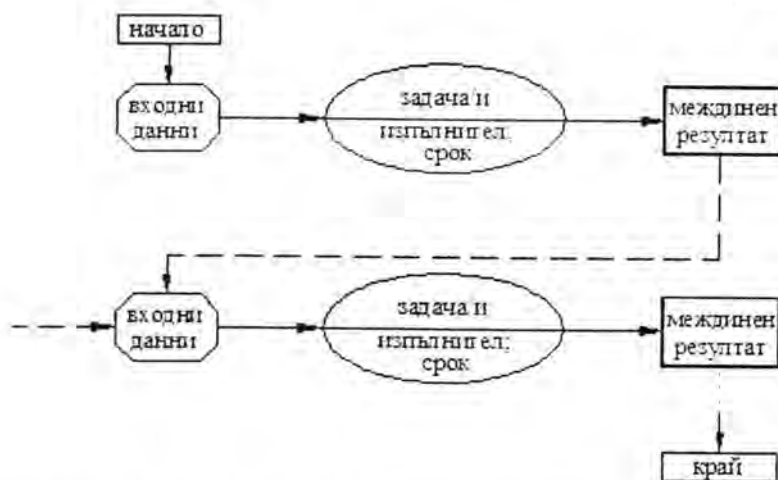 начало
входни
данни
задача и
изпълнител;
срок
междинен
резултат
входни
данни
задача и
изпълнител;
срок
междинен
резултат
край